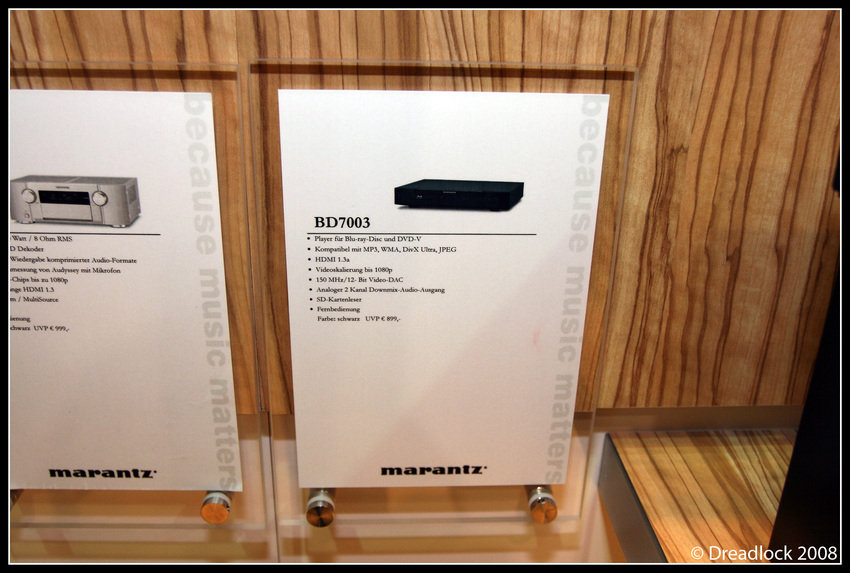 Watt / 8 Ohm RMS
D Dekoder
Wiedergabe komprimierter Audio-Formate
messung von Audyssey mit Mikrofon
-Chips bis zu 1080p
nge HDMI 1.3
/ MultiSource
ienung
chwarz UVP € 999,-
because music matters
marantz
BD7003
• Player für Blu-ray-Disc und DVD-V
• Kompatibel mit MP3, WMA, DivX Ultra, JPEG
• HDMI 1.3a
• Videoskalierung bis 1080p
• 150 MHz/12- Bit Video-DAC
• Analoger 2 Kanal Downmix-Audio-Ausgang
• SD-Kartenleser
• Fernbedienung
Farbe: schwarz UVP € 899,-
because music matters
marantz
© Dreadlock 2008